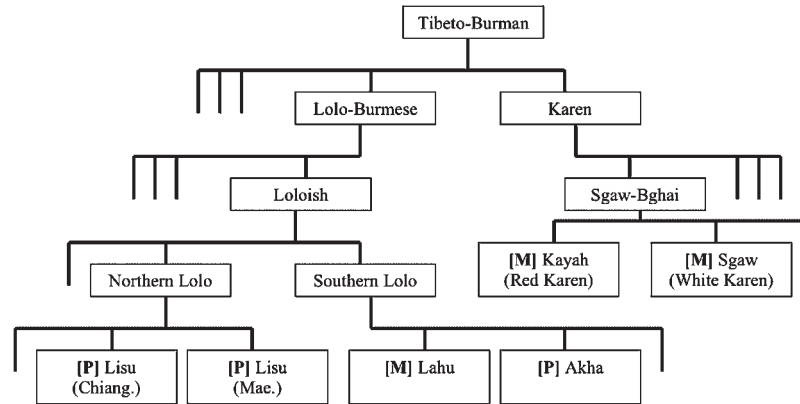 Tibeto-Burman
Lolo-Burmese
Karen
Loloish
Sgaw-Bghai
[M] Kayah
(Red Karen)
[M] Sgaw
(White Karen)
Northern Lolo
Southern Lolo
[P] Lisu
(Chiang.)
[P] Lisu
(Mae.)
[M] Lahu
[P] Akha